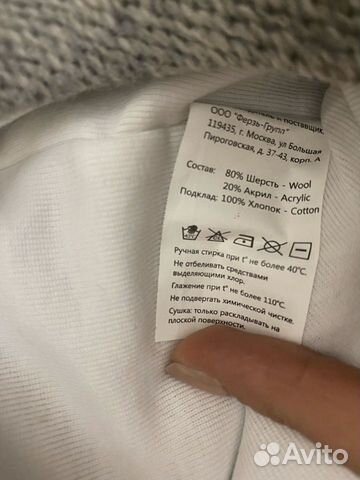 и поставщик,
ООО "Ферзь-Групп"
119435, г. Москва, ул Большая
Пироговская, д. 37-43, корп. А
Состав: 80% Шерсть - Wool
20% Акрил - Acrylic
Подклад: 100% Хлопок - Cotton
Ручная стирка при t° не более 40°C.
Не отбеливать средствами
выделяющими хлор.
Глажение при t° не более 110°C.
Не подвергать химической чистке.
Сушка: только раскладывать на
плоской поверхности.
Avito